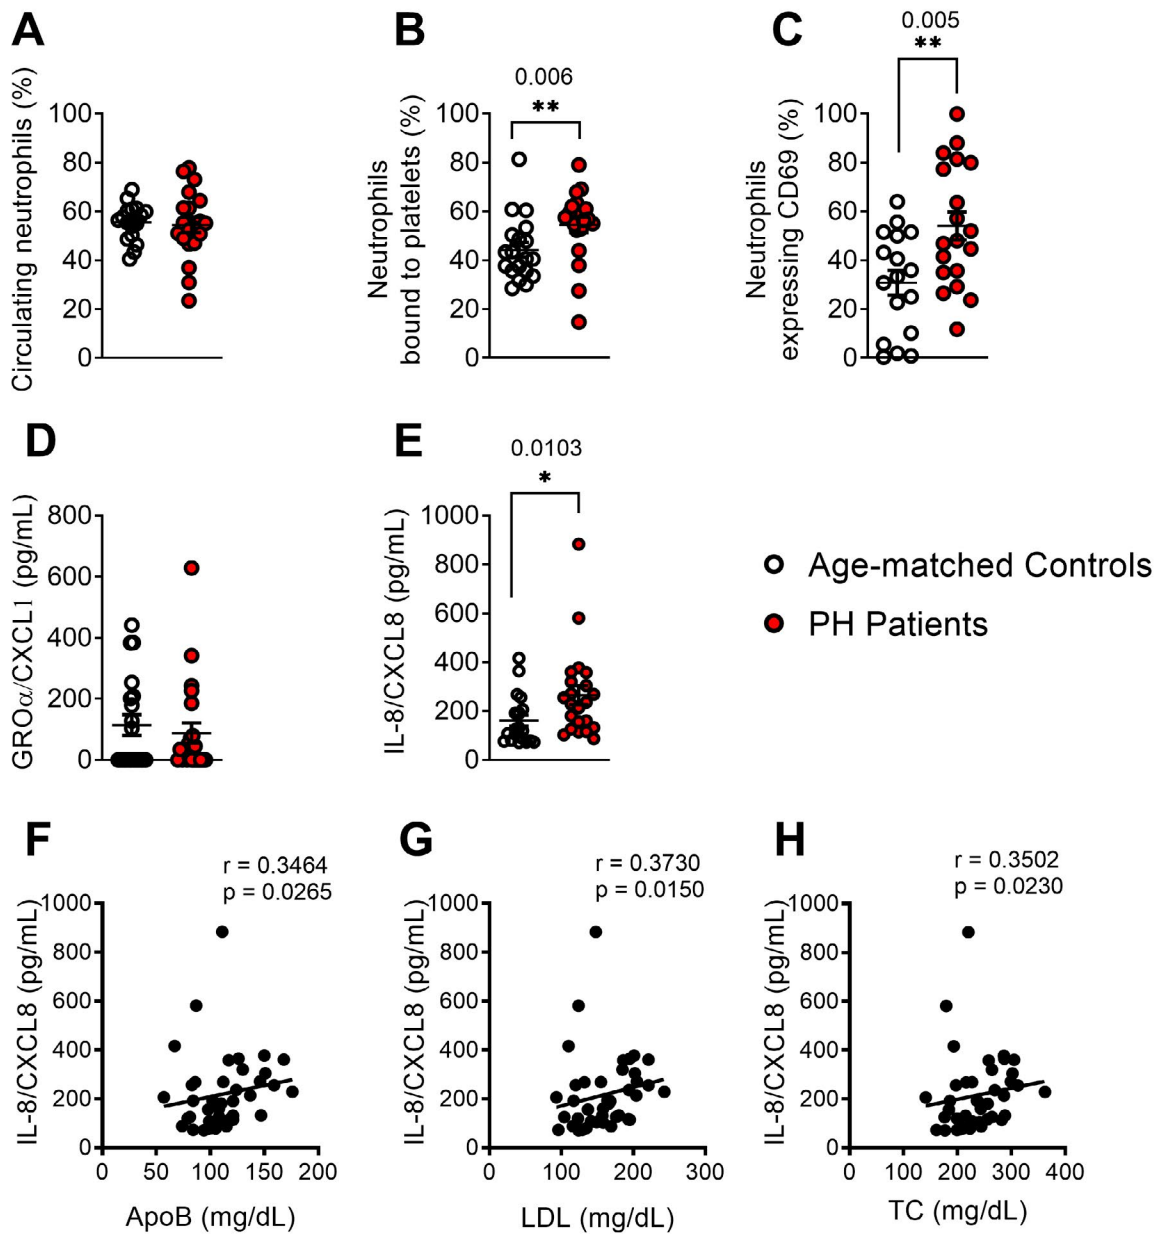 A
Circulating neutrophils (%)
100
80
60
40
20
0
B
0.006
**
Neutrophils
bound to platelets (%)
100
80
60
40
20
0
C
0.005
**
Neutrophils
expressing CD69 (%)
100
80
60
40
20
0
D
GROα/CXCL1 (pg/mL)
800
600
400
200
0
E
0.0103
*
IL-8/CXCL8 (pg/mL)
1000
800
600
400
200
0
Age-matched Controls
PH Patients
F
r = 0.3464
p = 0.0265
IL-8/CXCL8 (pg/mL)
1000
800
600
400
200
0
0 50 100 150 200
ApoB (mg/dL)
G
r = 0.3730
p = 0.0150
IL-8/CXCL8 (pg/mL)
1000
800
600
400
200
0
0 100 200 300
LDL (mg/dL)
H
r = 0.3502
p = 0.0230
IL-8/CXCL8 (pg/mL)
1000
800
600
400
200
0
0 100 200 300 400
TC (mg/dL)